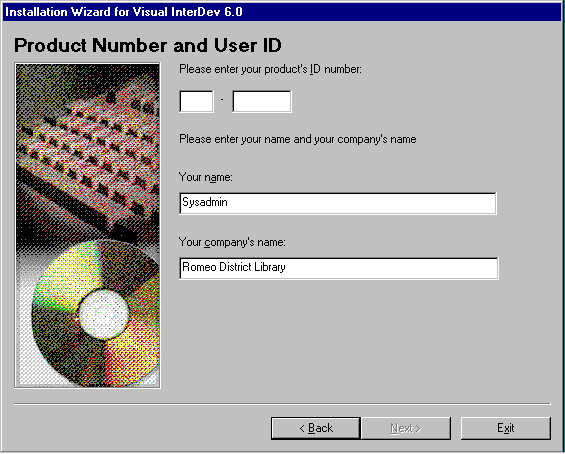 Installation Wizard for Visual InterDev 6.0
Product Number and User ID
Please enter your product's ID number:
-
Please enter your name and your company's name
Your name:
Sysadmin
Your company's name:
Romeo District Library
< Back Next > Exit